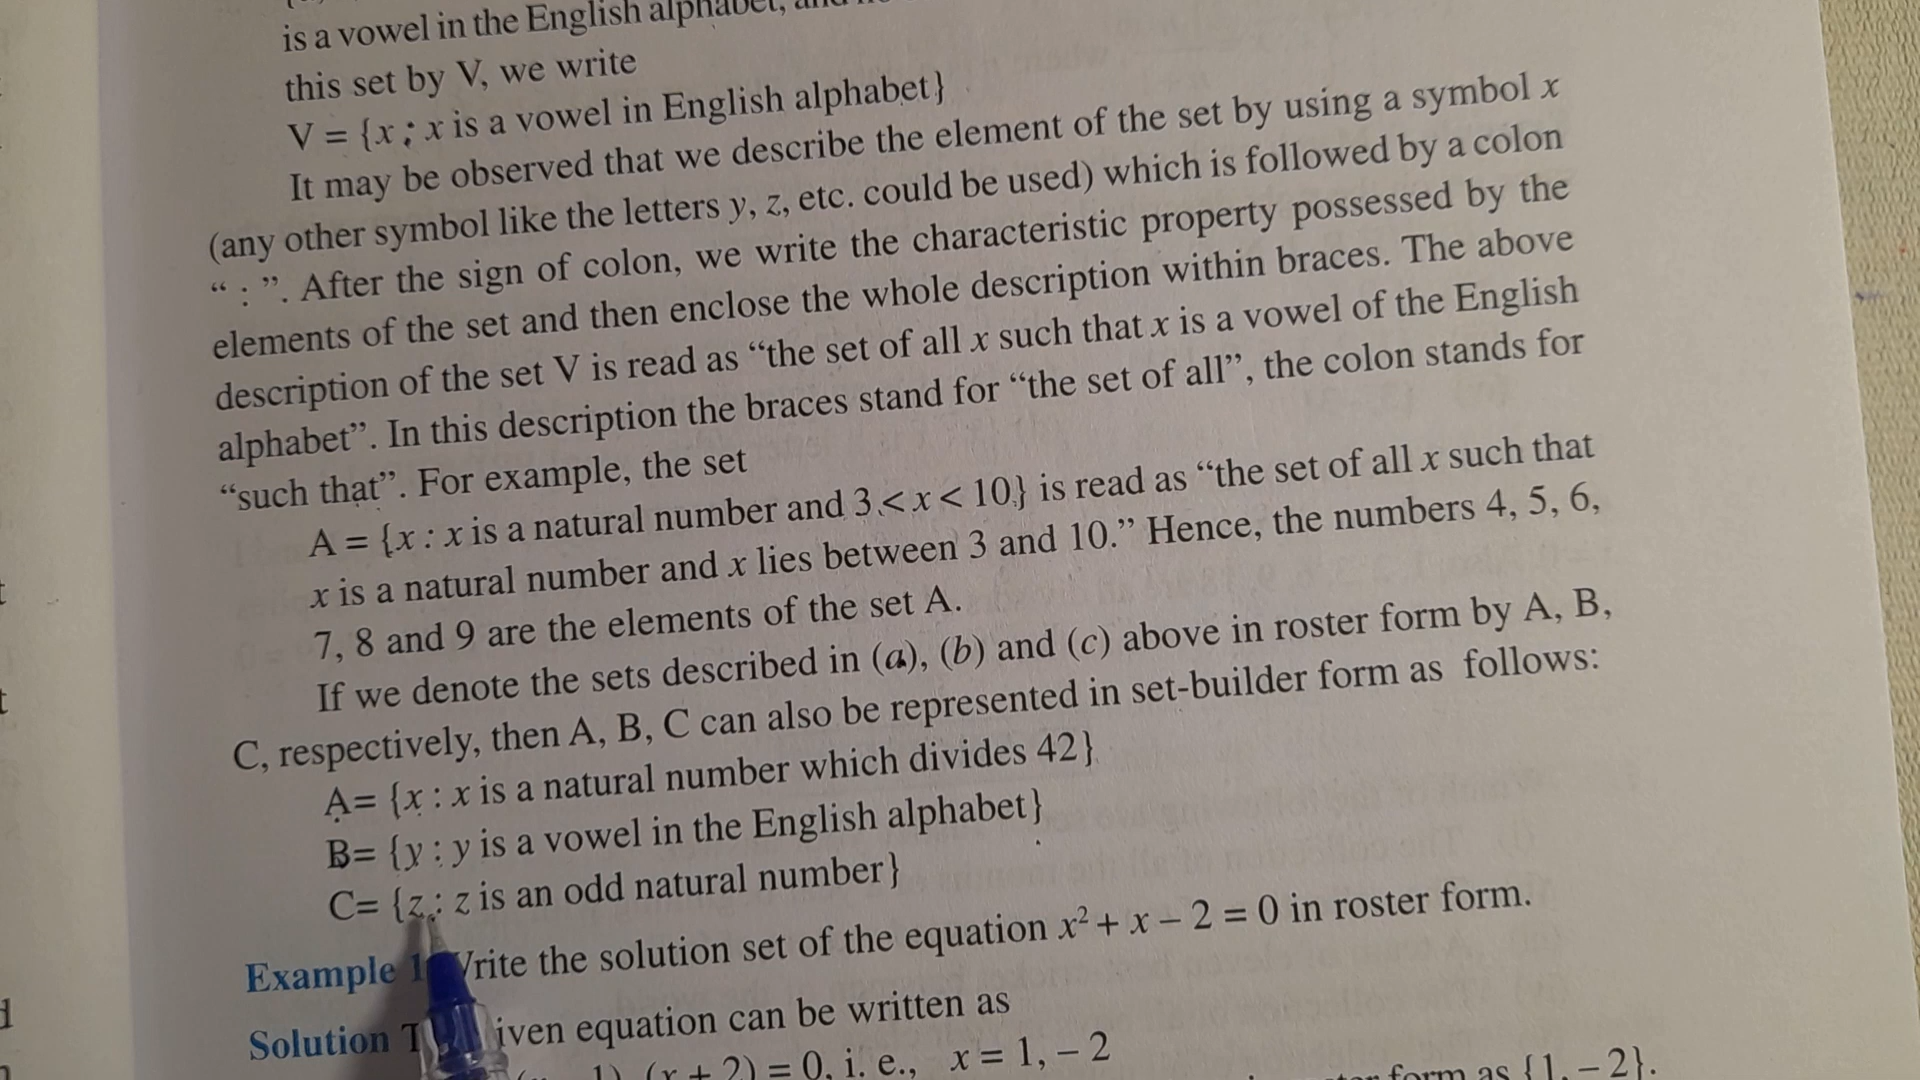 is a vowel in the English alphabet,
this set by V, we write
V = {x : x is a vowel in English alphabet}
It may be observed that we describe the element of the set by using a symbol x
(any other symbol like the letters y, z, etc. could be used) which is followed by a colon
“ : ”. After the sign of colon, we write the characteristic property possessed by the
elements of the set and then enclose the whole description within braces. The above
description of the set V is read as “the set of all x such that x is a vowel of the English
alphabet”. In this description the braces stand for “the set of all”, the colon stands for
“such that”. For example, the set
A = {x : x is a natural number and 3 < x < 10} is read as “the set of all x such that
x is a natural number and x lies between 3 and 10.” Hence, the numbers 4, 5, 6,
7, 8 and 9 are the elements of the set A.
If we denote the sets described in (a), (b) and (c) above in roster form by A, B,
C, respectively, then A, B, C can also be represented in set-builder form as follows:
A= {x : x is a natural number which divides 42}
B= {y : y is a vowel in the English alphabet}
C= {z : z is an odd natural number}
Example 1 Write the solution set of the equation x² + x – 2 = 0 in roster form.
Solution iven equation can be written as
1) (x + 2) = 0, i. e., x = 1, – 2
form as {1, – 2}.